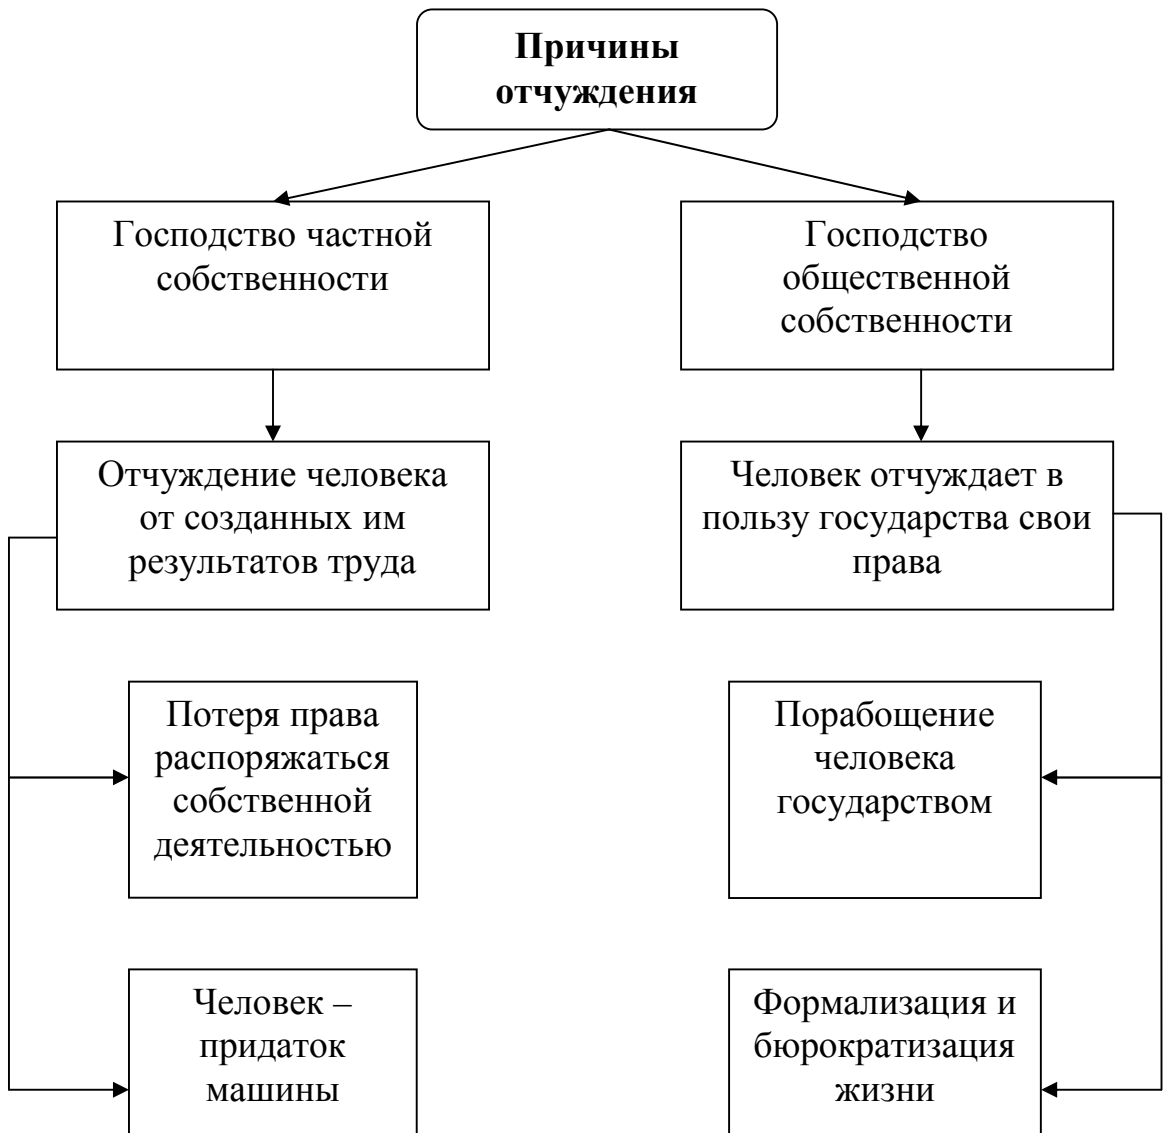 Причины
отчуждения
Господство частной
собственности
Господство
общественной
собственности
Отчуждение человека
от созданных им
результатов труда
Человек отчуждает в
пользу государства свои
права
Потеря права
распоряжаться
собственной
деятельностью
Порабощение
человека
государством
Человек –
придаток
машины
Формализация и
бюрократизация
жизни